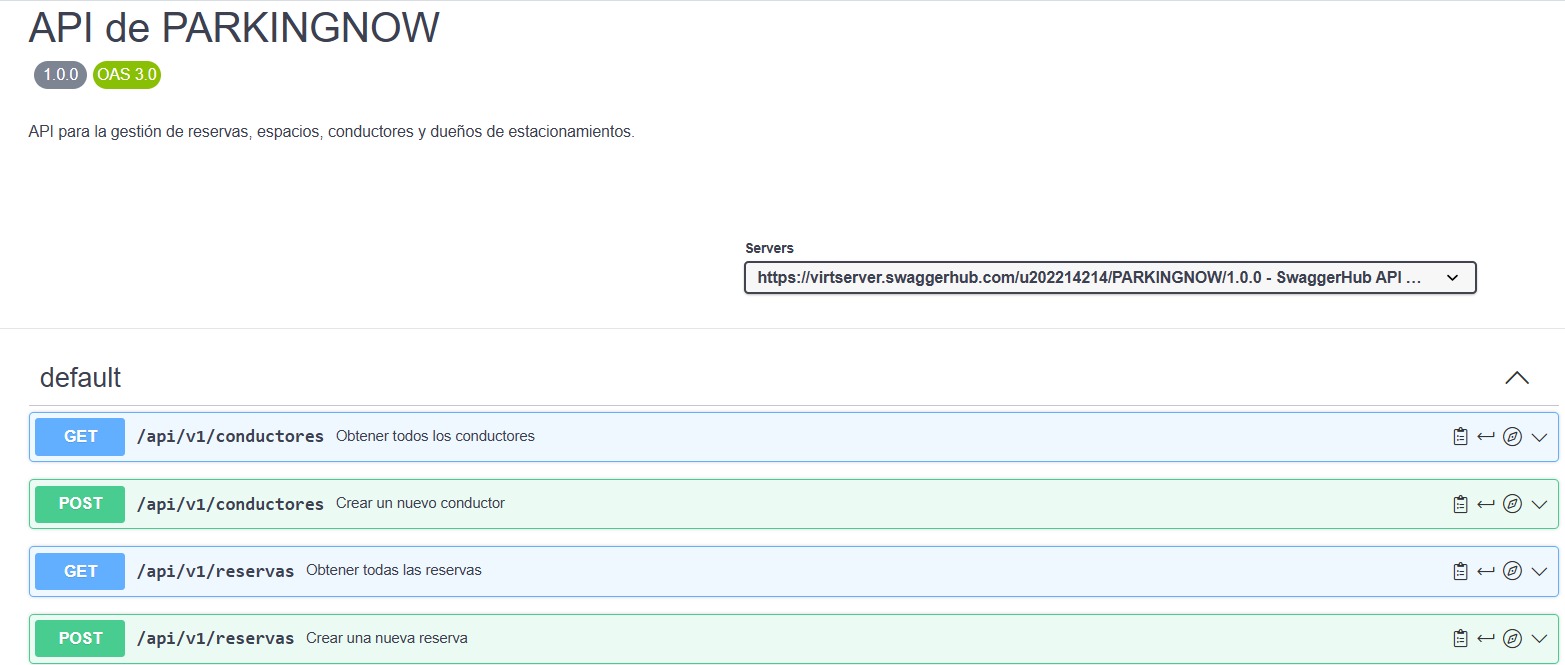 API de PARKINGNOW
1.0.0 OAS 3.0
API para la gestión de reservas, espacios, conductores y dueños de estacionamientos.
Servers
https://virtserver.swaggerhub.com/u202214214/PARKINGNOW/1.0.0 - SwaggerHub API ...
default
GET /api/v1/conductores Obtener todos los conductores
POST /api/v1/conductores Crear un nuevo conductor
GET /api/v1/reservas Obtener todas las reservas
POST /api/v1/reservas Crear una nueva reserva